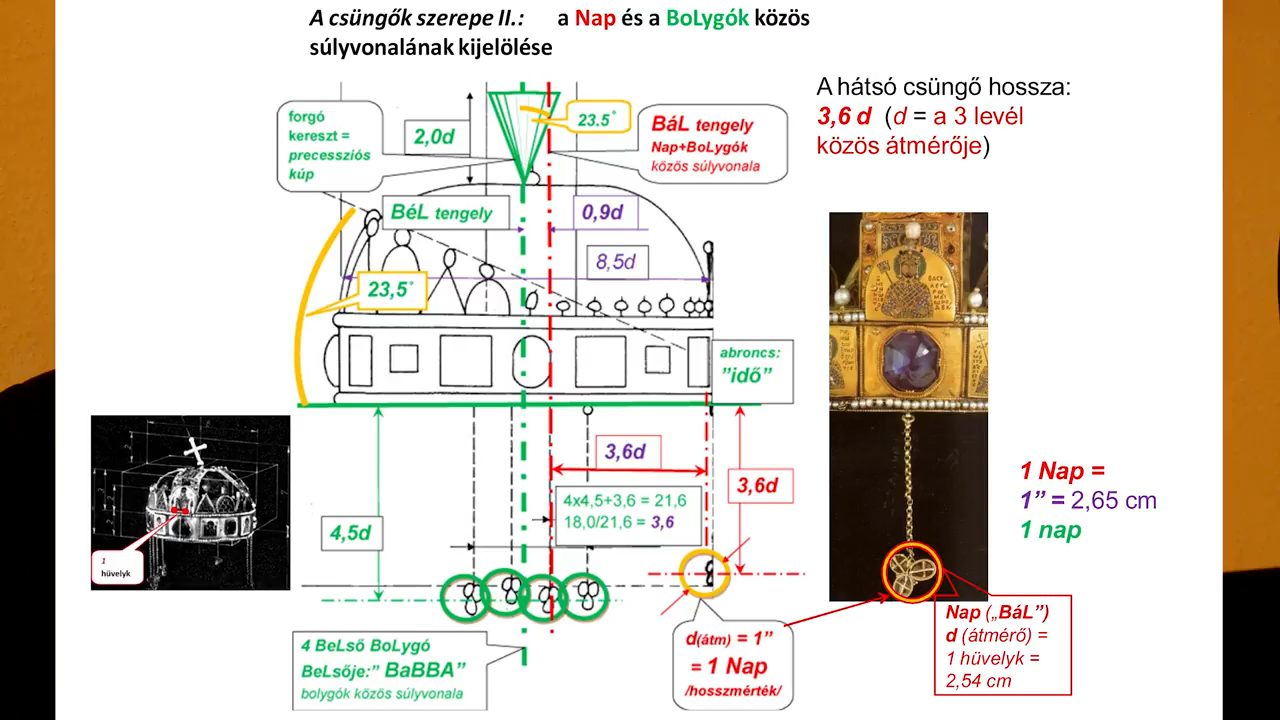 A csüngők szerepe II.: a Nap és a BoLygók közös
súlyvonalának kijelölése
A hátsó csüngő hossza:
3,6 d (d = a 3 levél
közös átmérője)
forgó
kereszt =
precessziós
kúp
2,0d
23.5°
BáL tengely
Nap+BoLygók
közös súlyvonala
BéL tengely
0,9d
8,5d
23,5°
abroncs:
”idő”
3,6d
3,6d
4x4,5+3,6 = 21,6
18,0/21,6 = 3,6
4,5d
1
hüvelyk
1 Nap =
1” = 2,65 cm
1 nap
4 BeLső BoLygó
BeLsője:” BaBBA”
bolygók közös súlyvonala
d(átm) = 1”
= 1 Nap
/hosszmérték/
Nap („BáL”)
d (átmérő) =
1 hüvelyk =
2,54 cm